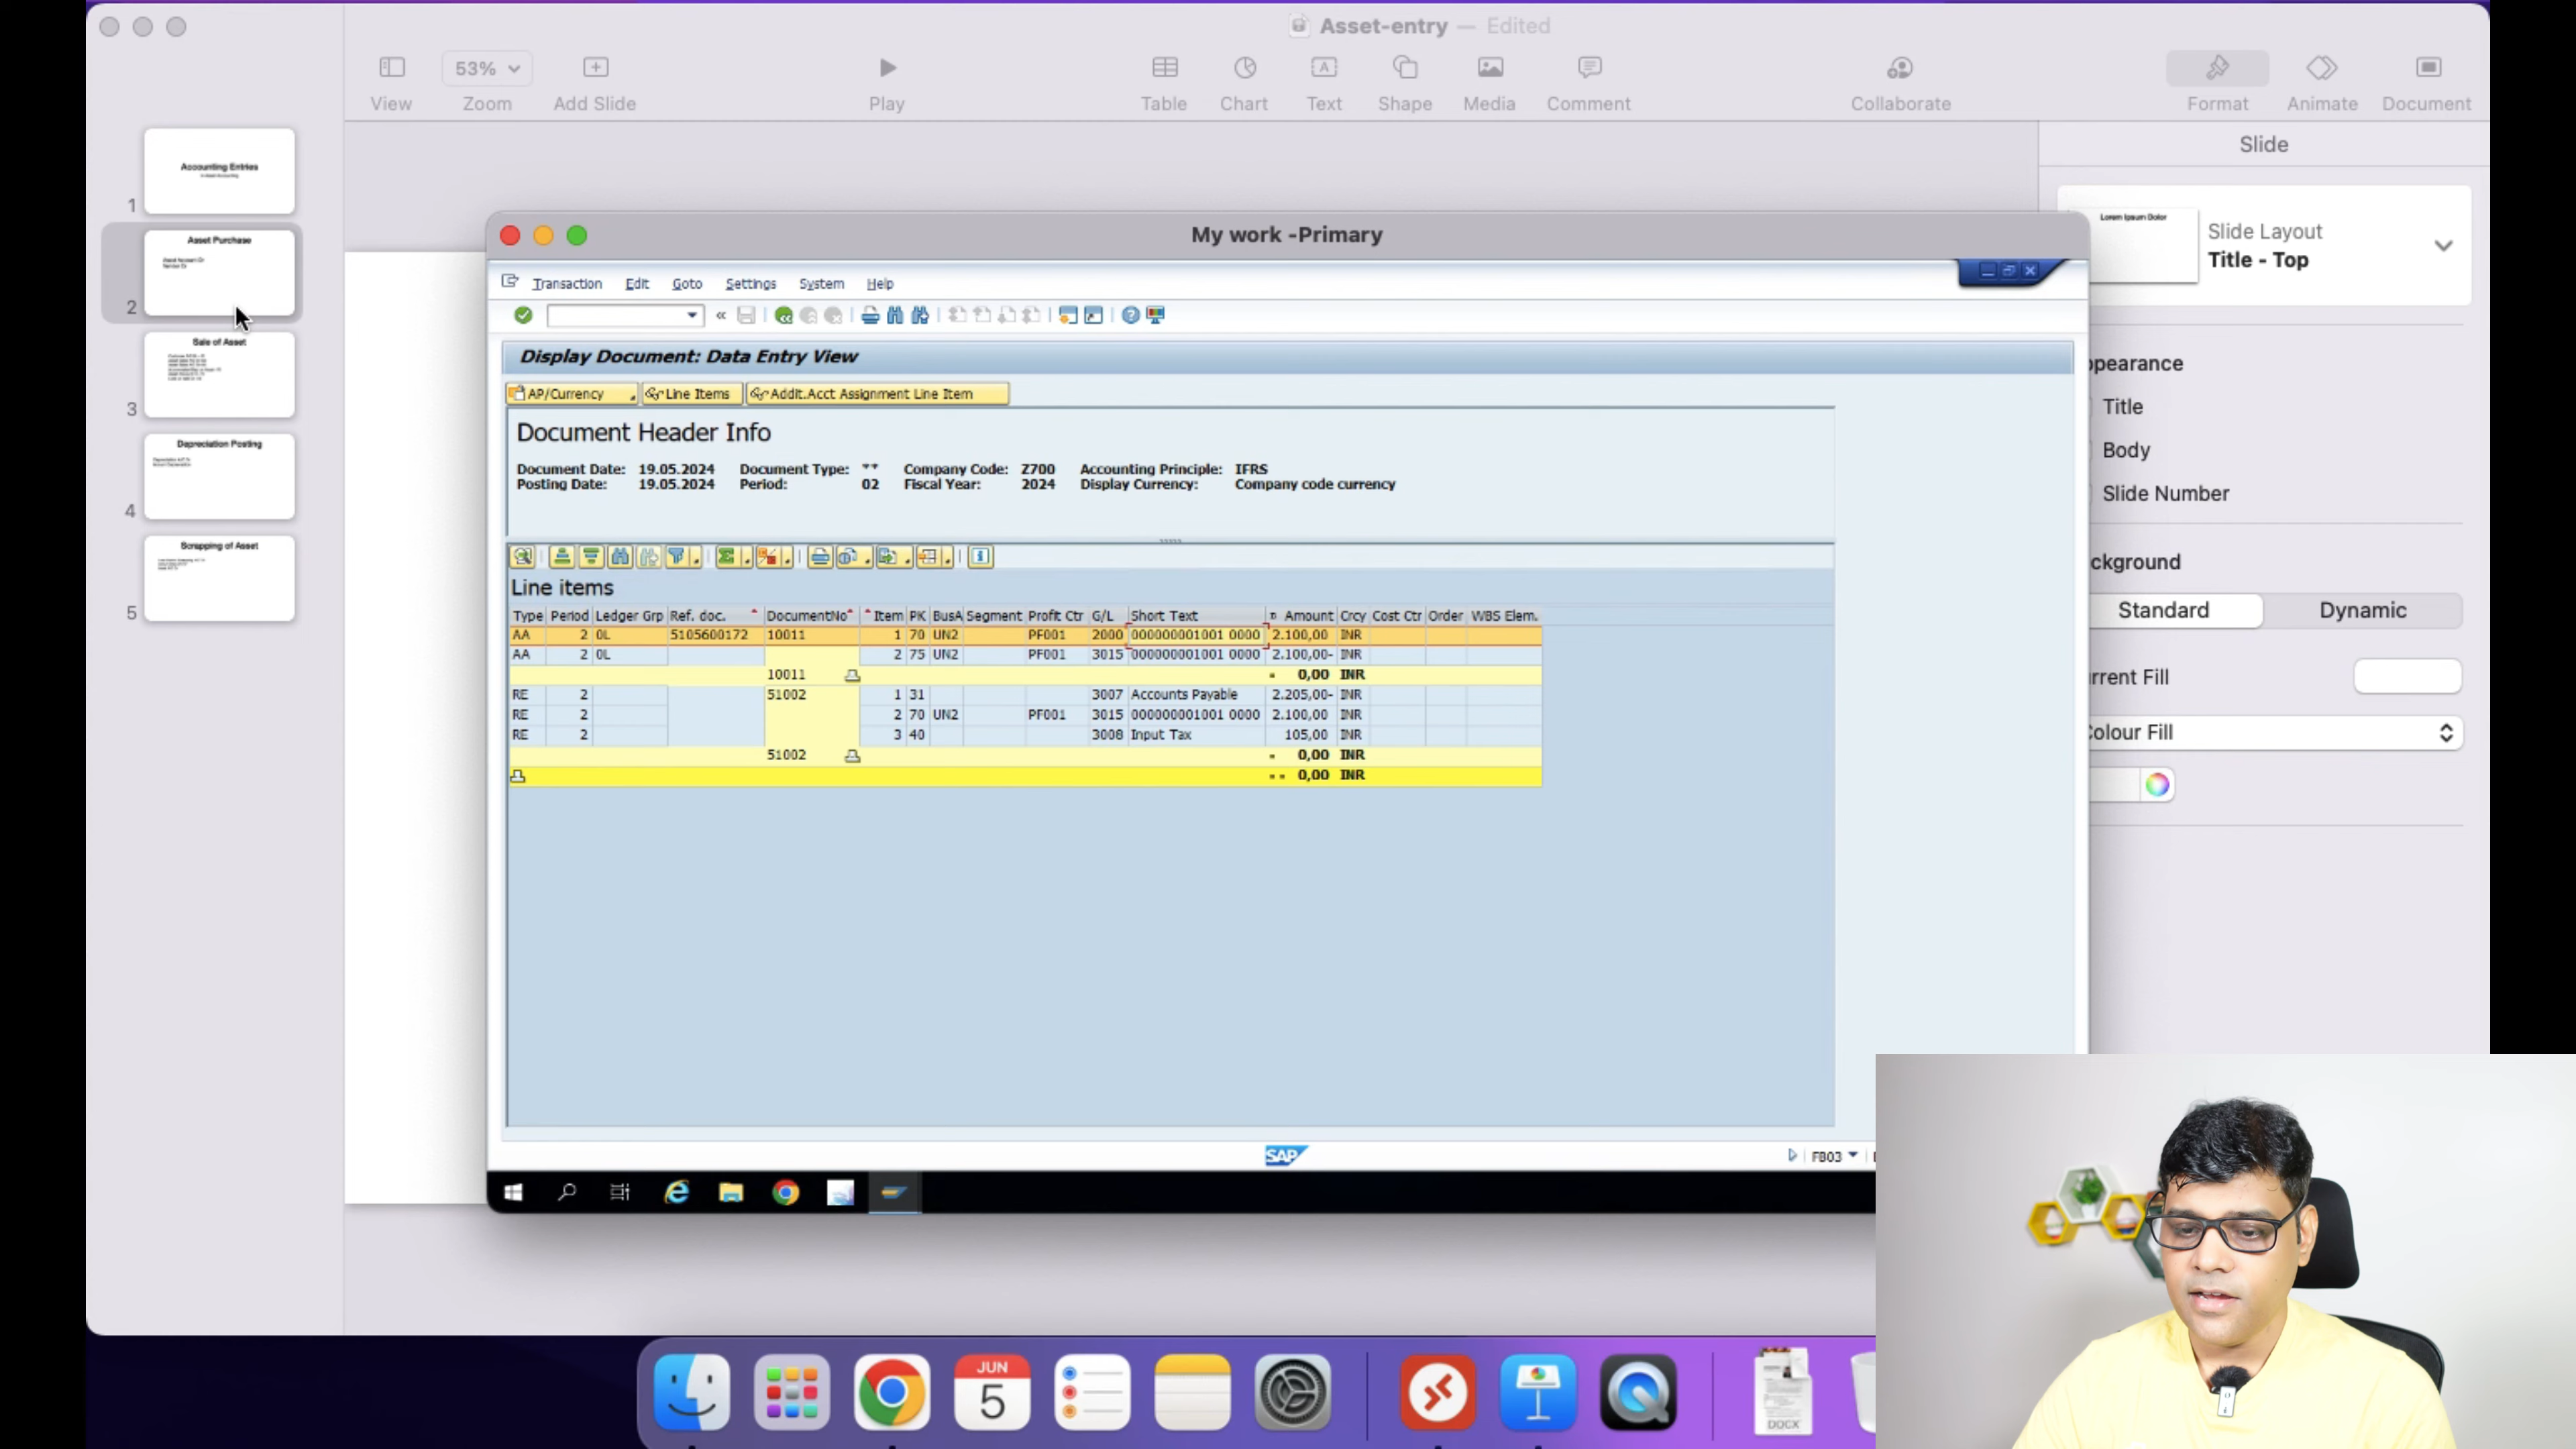 Asset-entry — Edited
53%
View Zoom Add Slide Play Table Chart Text Shape Media Comment Collaborate Format Animate Document
Slide
Accounting Entries
1
Asset Purchase
2
Sale of Asset
3
Depreciation Posting
4
Scrapping of Asset
5
Lorem Ipsum Dolor
Slide Layout
Title - Top
ppearance
Title
Body
Slide Number
ckground
Standard Dynamic
rrent Fill
Colour Fill
My work -Primary
Transaction Edit Goto Settings System Help
Display Document: Data Entry View
AP/Currency Line Items Addit.Acct Assignment Line Item
Document Header Info
Document Date: 19.05.2024 Document Type: ** Company Code: Z700 Accounting Principle: IFRS
Posting Date: 19.05.2024 Period: 02 Fiscal Year: 2024 Display Currency: Company code currency
Line items
Type Period Ledger Grp Ref. doc. DocumentNo Item PK BusA Segment Profit Ctr G/L Short Text Amount Crcy Cost Ctr Order WBS Elem.
AA 2 0L 5105600172 10011 1 70 UN2 PF001 2000 000000001001 0000 2.100,00 INR
AA 2 0L 2 75 UN2 PF001 3015 000000001001 0000 2.100,00- INR
10011 0,00 INR
RE 2 51002 1 31 3007 Accounts Payable 2.205,00- INR
RE 2 2 70 UN2 PF001 3015 000000001001 0000 2.100,00 INR
RE 2 3 40 3008 Input Tax 105,00 INR
51002 0,00 INR
0,00 INR
SAP
FB03
JUN
5
DOCX